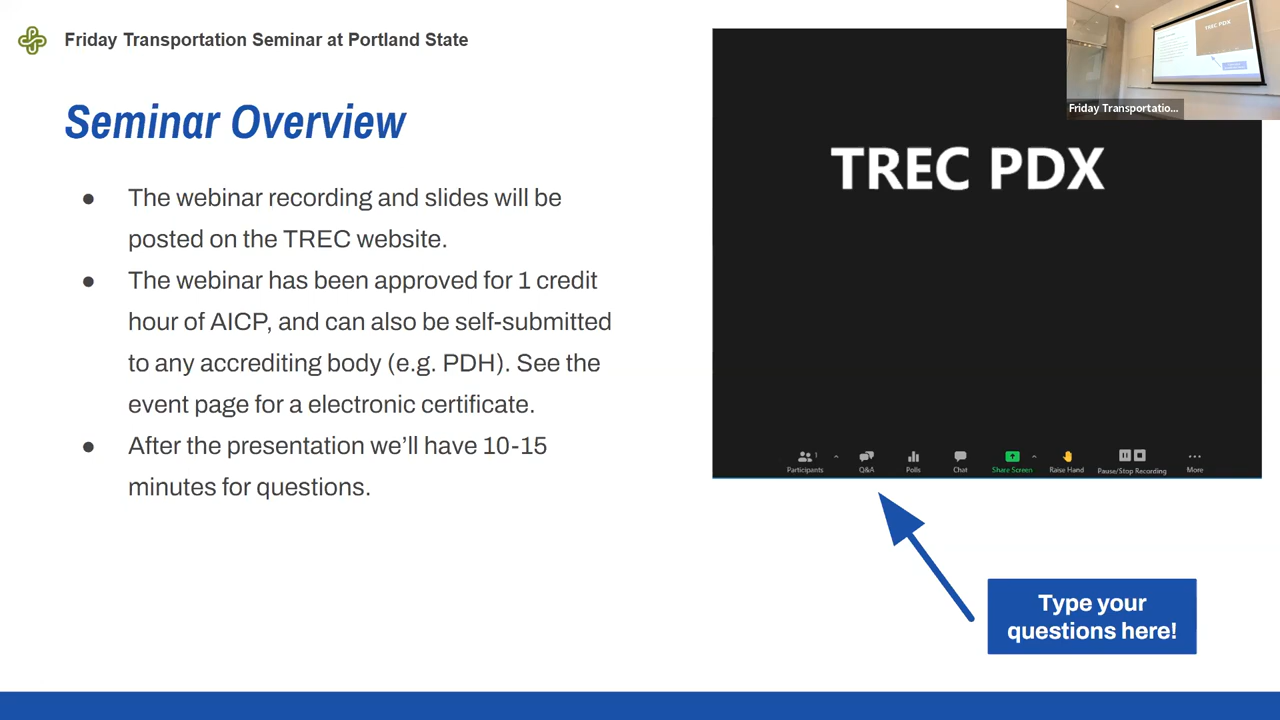 Friday Transportation Seminar at Portland State
Seminar Overview
● The webinar recording and slides will be
posted on the TREC website.
● The webinar has been approved for 1 credit
hour of AICP, and can also be self-submitted
to any accrediting body (e.g. PDH). See the
event page for a electronic certificate.
● After the presentation we’ll have 10-15
minutes for questions.
TREC PDX
Friday Transportatio...
TREC PDX
1
Participants
Q&A
Polls
Chat
Share Screen
Raise Hand
Pause/Stop Recording
More
Type your
questions here!